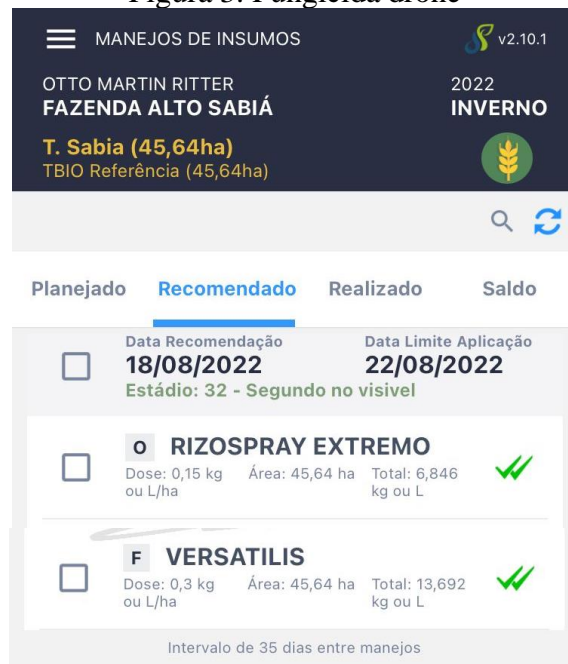 Figura 3: Fungicida drone
MANEJOS DE INSUMOS v2.10.1
OTTO MARTIN RITTER 2022
FAZENDA ALTO SABIÁ INVERNO
T. Sabia (45,64ha)
TBIO Referência (45,64ha)
Planejado Recomendado Realizado Saldo
Data Recomendação Data Limite Aplicação
18/08/2022 22/08/2022
Estádio: 32 - Segundo no visivel
O RIZOSPRAY EXTREMO
Dose: 0,15 kg Área: 45,64 ha Total: 6,846
ou L/ha kg ou L
F VERSATILIS
Dose: 0,3 kg Área: 45,64 ha Total: 13,692
ou L/ha kg ou L
Intervalo de 35 dias entre manejos